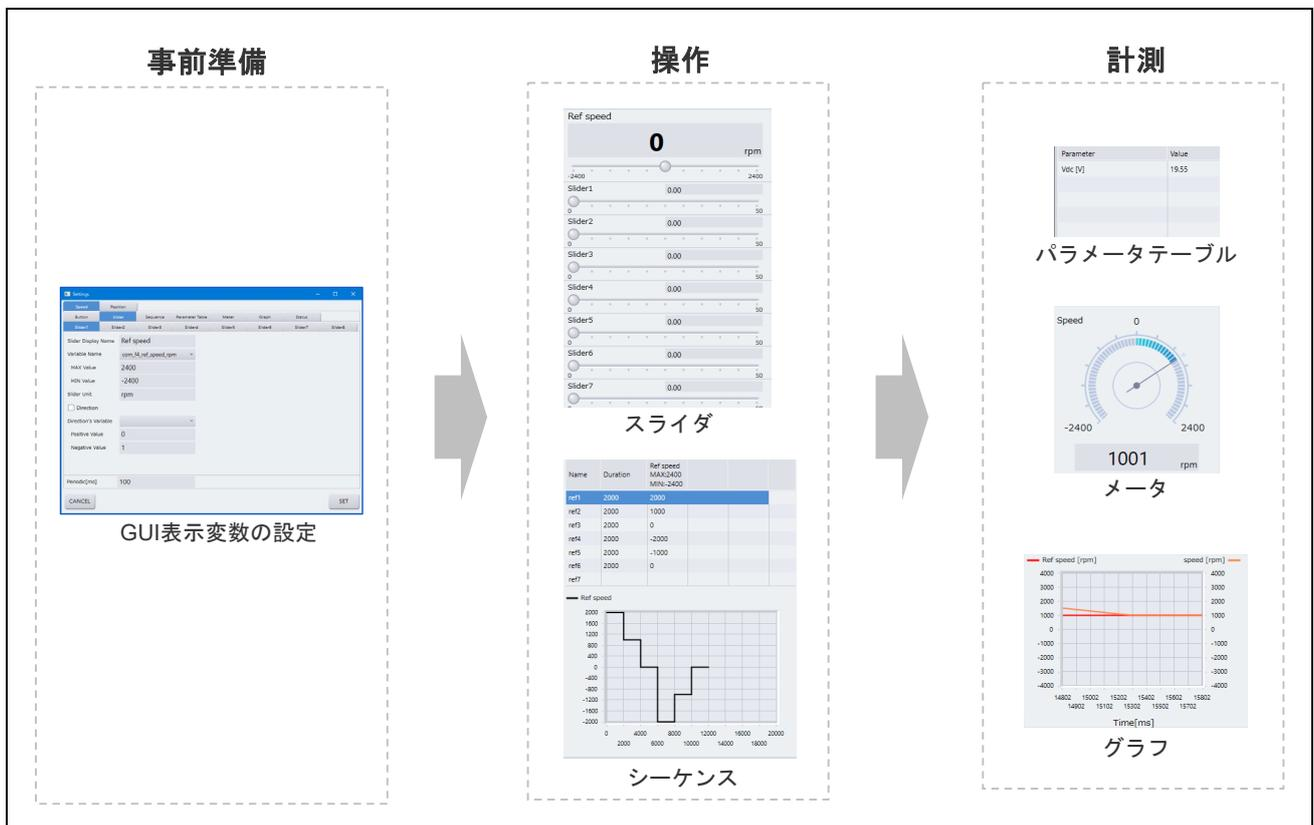 事前準備
Settings
Speed Position
Button Slider Sequence Parameter Table Meter Graph Status
Slider1 Slider2 Slider3 Slider4 Slider5 Slider6 Slider7 Slider8
Slider Display Name Ref speed
Variable Name com_f4_ref_speed_rpm
MAX Value 2400
MIN Value -2400
Slider Unit rpm
Direction
Direction's Variable
Positive Value 0
Negative Value 1
Periodic[ms] 100
CANCEL SET
GUI表示変数の設定
操作
Ref speed
0
rpm
-2400 2400
Slider1 0.00
0 50
Slider2 0.00
0 50
Slider3 0.00
0 50
Slider4 0.00
0 50
Slider5 0.00
0 50
Slider6 0.00
0 50
Slider7 0.00
0 50
スライダ
Name Duration Ref speed
MAX:2400
MIN:-2400
ref1 2000 2000
ref2 2000 1000
ref3 2000 0
ref4 2000 -2000
ref5 2000 -1000
ref6 2000 0
ref7
Ref speed
2000
1600
1200
800
400
0
-400
-800
-1200
-1600
-2000
0 4000 8000 12000 16000 20000
2000 6000 10000 14000 18000
シーケンス
計測
Parameter Value
Vdc [V] 19.55
パラメータテーブル
Speed 0
-2400 2400
1001 rpm
メータ
Ref speed [rpm] speed [rpm]
4000 4000
3000 3000
2000 2000
1000 1000
0 0
-1000 -1000
-2000 -2000
-3000 -3000
-4000 -4000
14802 15002 15202 15402 15602 15802
14902 15102 15302 15502 15702
Time[ms]
グラフ